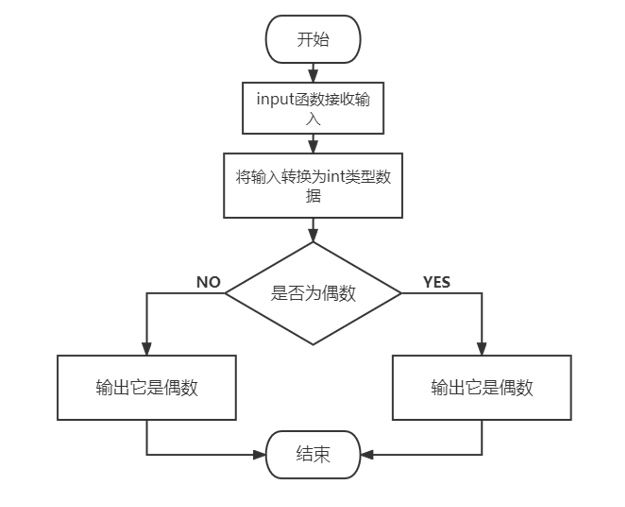 开始
input函数接收输
入
将输入转换为int类型数
据
是否为偶数
NO
YES
输出它是偶数
输出它是偶数
结束